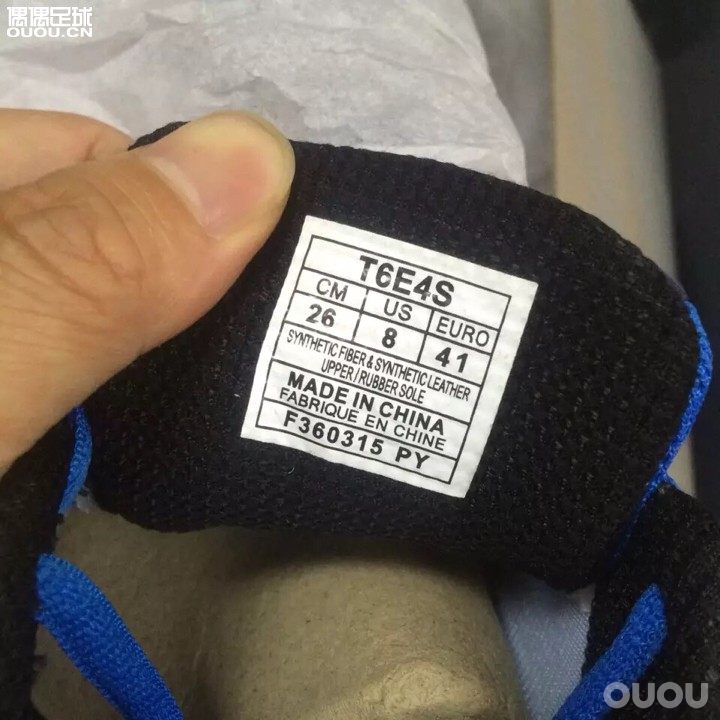 偶偶足球
OUOU.CN
T6E4S
CM US EURO
26 8 41
SYNTHETIC FIBER & SYNTHETIC LEATHER
UPPER / RUBBER SOLE
MADE IN CHINA
FABRIQUE EN CHINE
F360315 PY
OUOU